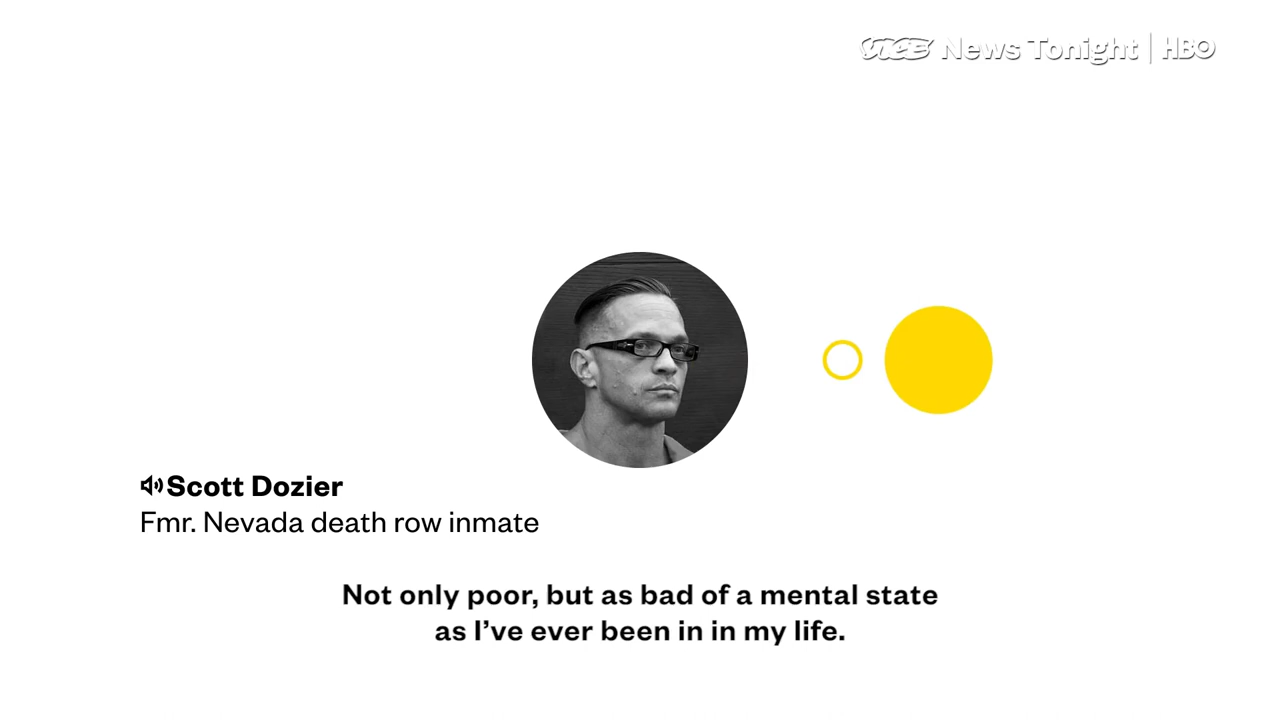 VICE News Tonight | HBO
Scott Dozier
Fmr. Nevada death row inmate
Not only poor, but as bad of a mental state
as I've ever been in in my life.